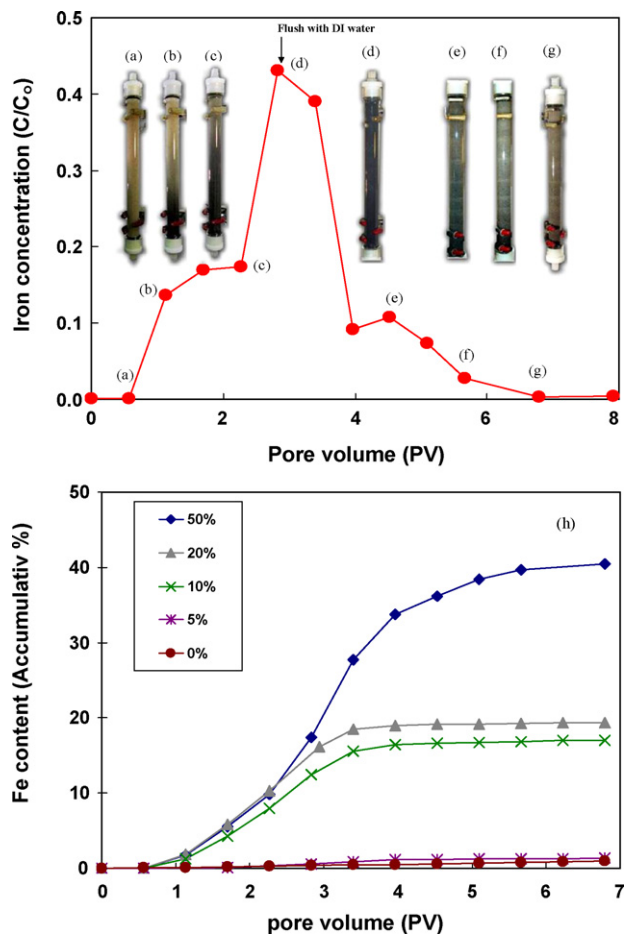 Flush with DI water
(a) (b) (c) (d) (d) (e) (f) (g)
Iron concentration (C/Co)
0.5
0.4
0.3
0.2
0.1
0.0
(a)
(b)
(c)
(e)
(f)
(g)
0 2 4 6 8
Pore volume (PV)
Fe content (Accumulativ %)
50
40
30
20
10
0
50%
20%
10%
5%
0%
(h)
0 1 2 3 4 5 6 7
pore volume (PV)